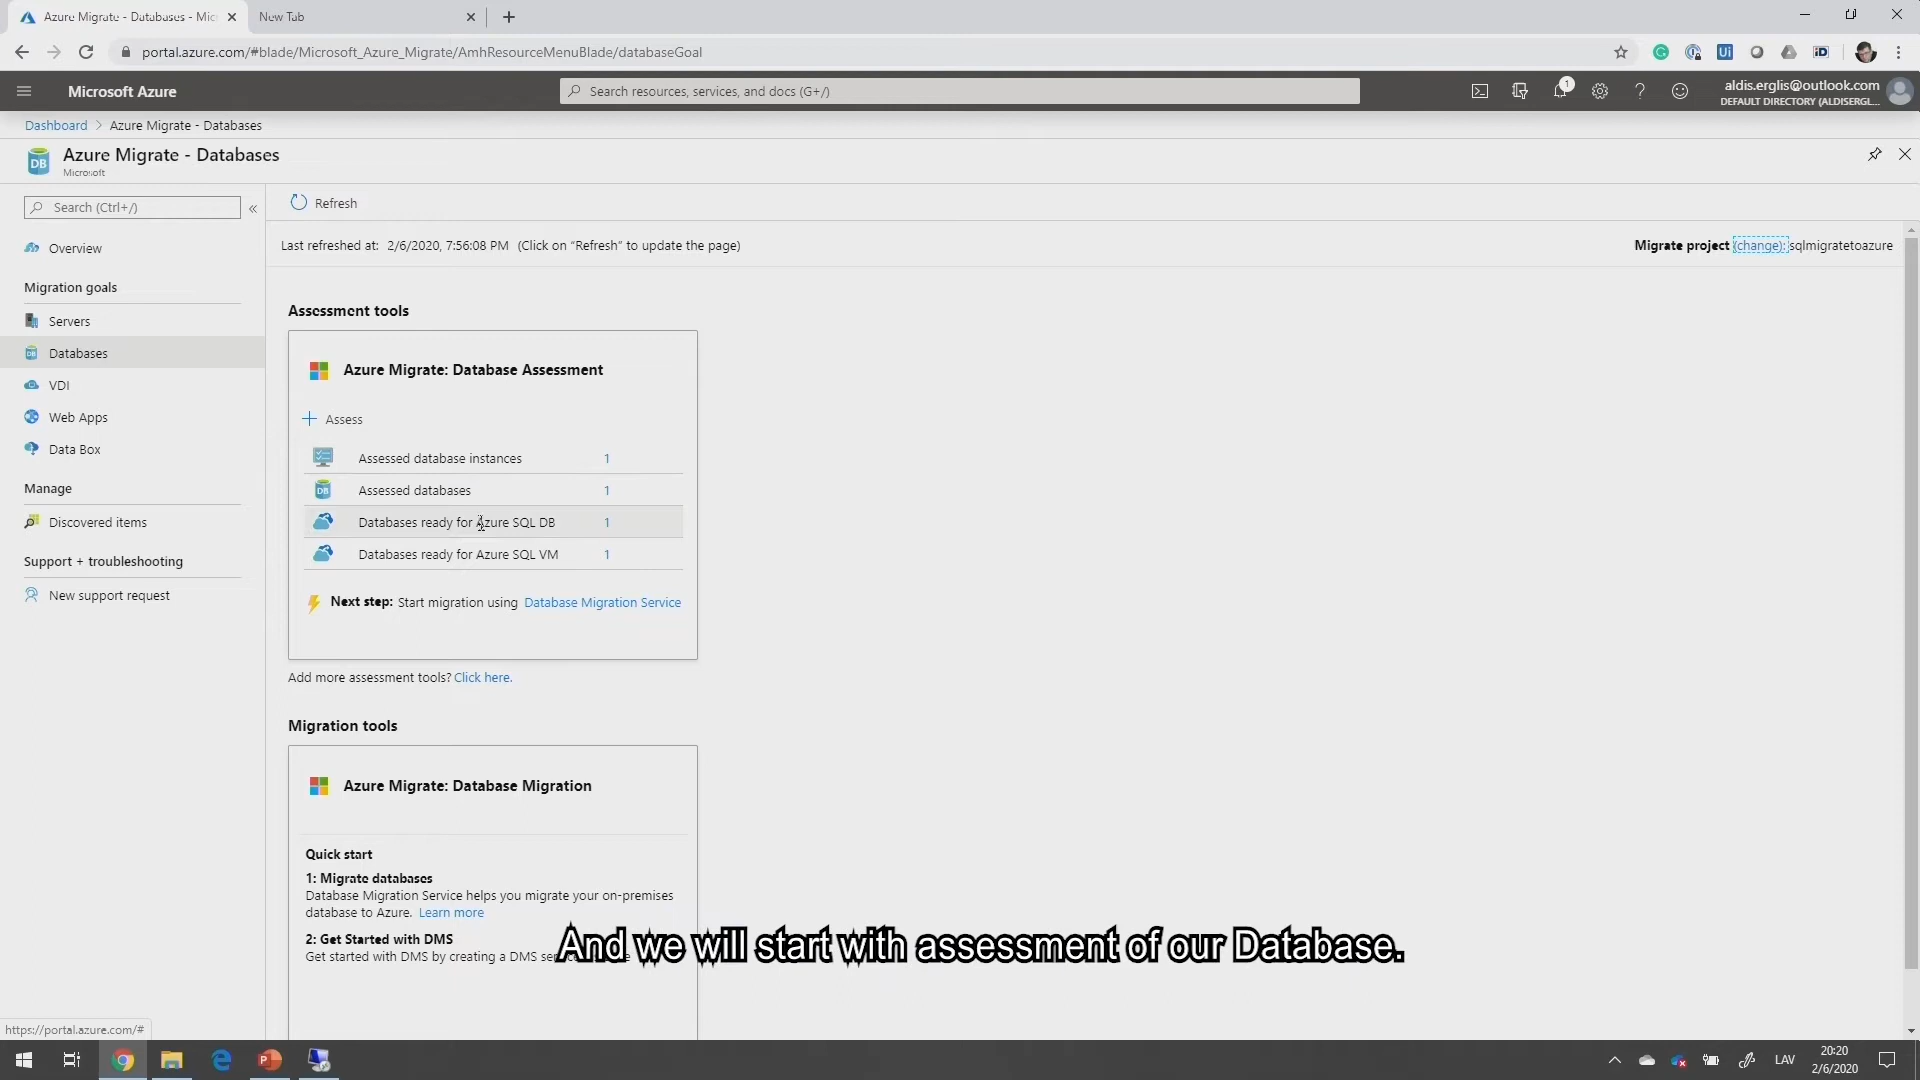 Azure Migrate - Databases - Mic
New Tab
portal.azure.com/#blade/Microsoft_Azure_Migrate/AmhResourceMenuBlade/databaseGoal
Microsoft Azure
Search resources, services, and docs (G+/)
1
aldis.erglis@outlook.com
DEFAULT DIRECTORY (ALDISERGL...
Dashboard > Azure Migrate - Databases
Azure Migrate - Databases
Microsoft
Search (Ctrl+/)
«
Refresh
Last refreshed at: 2/6/2020, 7:56:08 PM (Click on "Refresh" to update the page)
Migrate project (change): sqlmigratetoazure
Overview
Migration goals
Servers
Databases
VDI
Web Apps
Data Box
Manage
Discovered items
Support + troubleshooting
New support request
Assessment tools
Azure Migrate: Database Assessment
Assess
Assessed database instances 1
Assessed databases 1
Databases ready for Azure SQL DB 1
Databases ready for Azure SQL VM 1
Next step: Start migration using Database Migration Service
Add more assessment tools? Click here.
Migration tools
Azure Migrate: Database Migration
Quick start
1: Migrate databases
Database Migration Service helps you migrate your on-premises
database to Azure. Learn more
2: Get Started with DMS
Get started with DMS by creating a DMS
And we will start with assessment of our Database.
https://portal.azure.com/#
LAV
20:20
2/6/2020